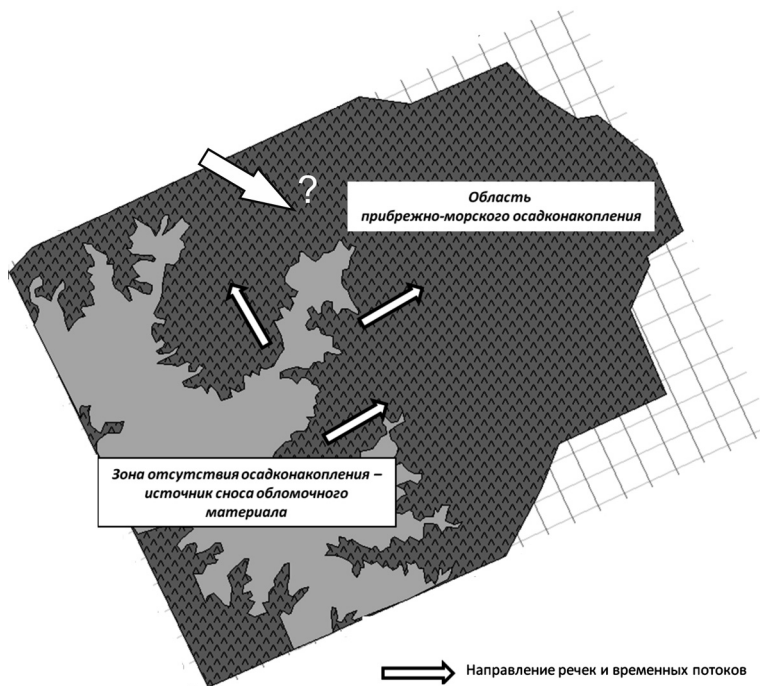 ?
Область
прибрежно-морского осадконакопления
Зона отсутствия осадконакопления –
источник сноса обломочного
материала
Направление речек и временных потоков